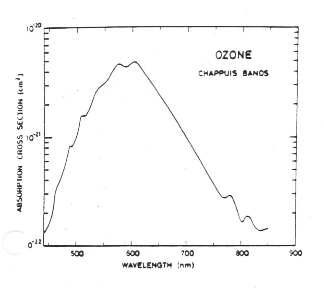 10⁻²⁰
OZONE
CHAPPUIS BANDS
ABSORPTION CROSS SECTION (cm²)
10⁻²¹
10⁻²²
500 600 700 800 900
WAVELENGTH (nm)